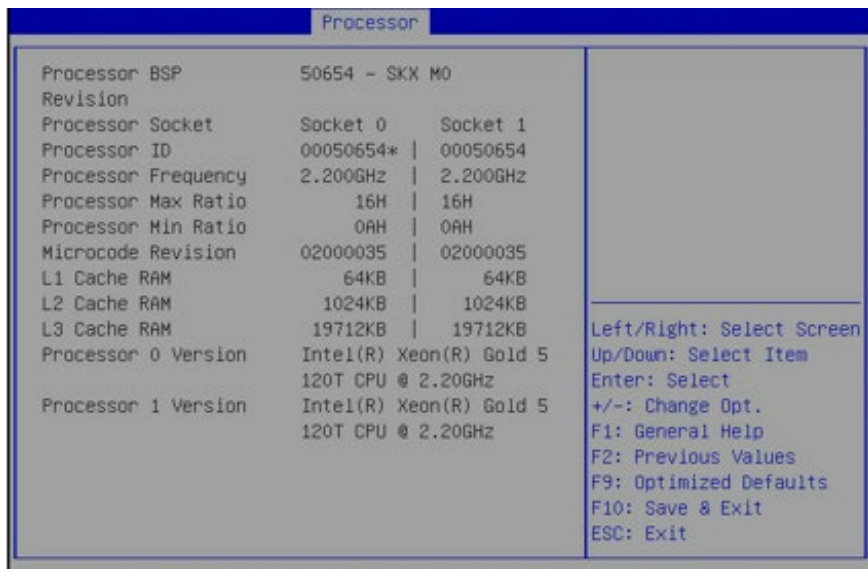 Processor
Processor BSP 50654 - SKX M0
Revision
Processor Socket Socket 0 Socket 1
Processor ID 00050654* | 00050654
Processor Frequency 2.200GHz | 2.200GHz
Processor Max Ratio 16H | 16H
Processor Min Ratio 0AH | 0AH
Microcode Revision 02000035 | 02000035
L1 Cache RAM 64KB | 64KB
L2 Cache RAM 1024KB | 1024KB
L3 Cache RAM 19712KB | 19712KB
Processor 0 Version Intel(R) Xeon(R) Gold 5
120T CPU @ 2.20GHz
Processor 1 Version Intel(R) Xeon(R) Gold 5
120T CPU @ 2.20GHz
Left/Right: Select Screen
Up/Down: Select Item
Enter: Select
+/-: Change Opt.
F1: General Help
F2: Previous Values
F9: Optimized Defaults
F10: Save & Exit
ESC: Exit